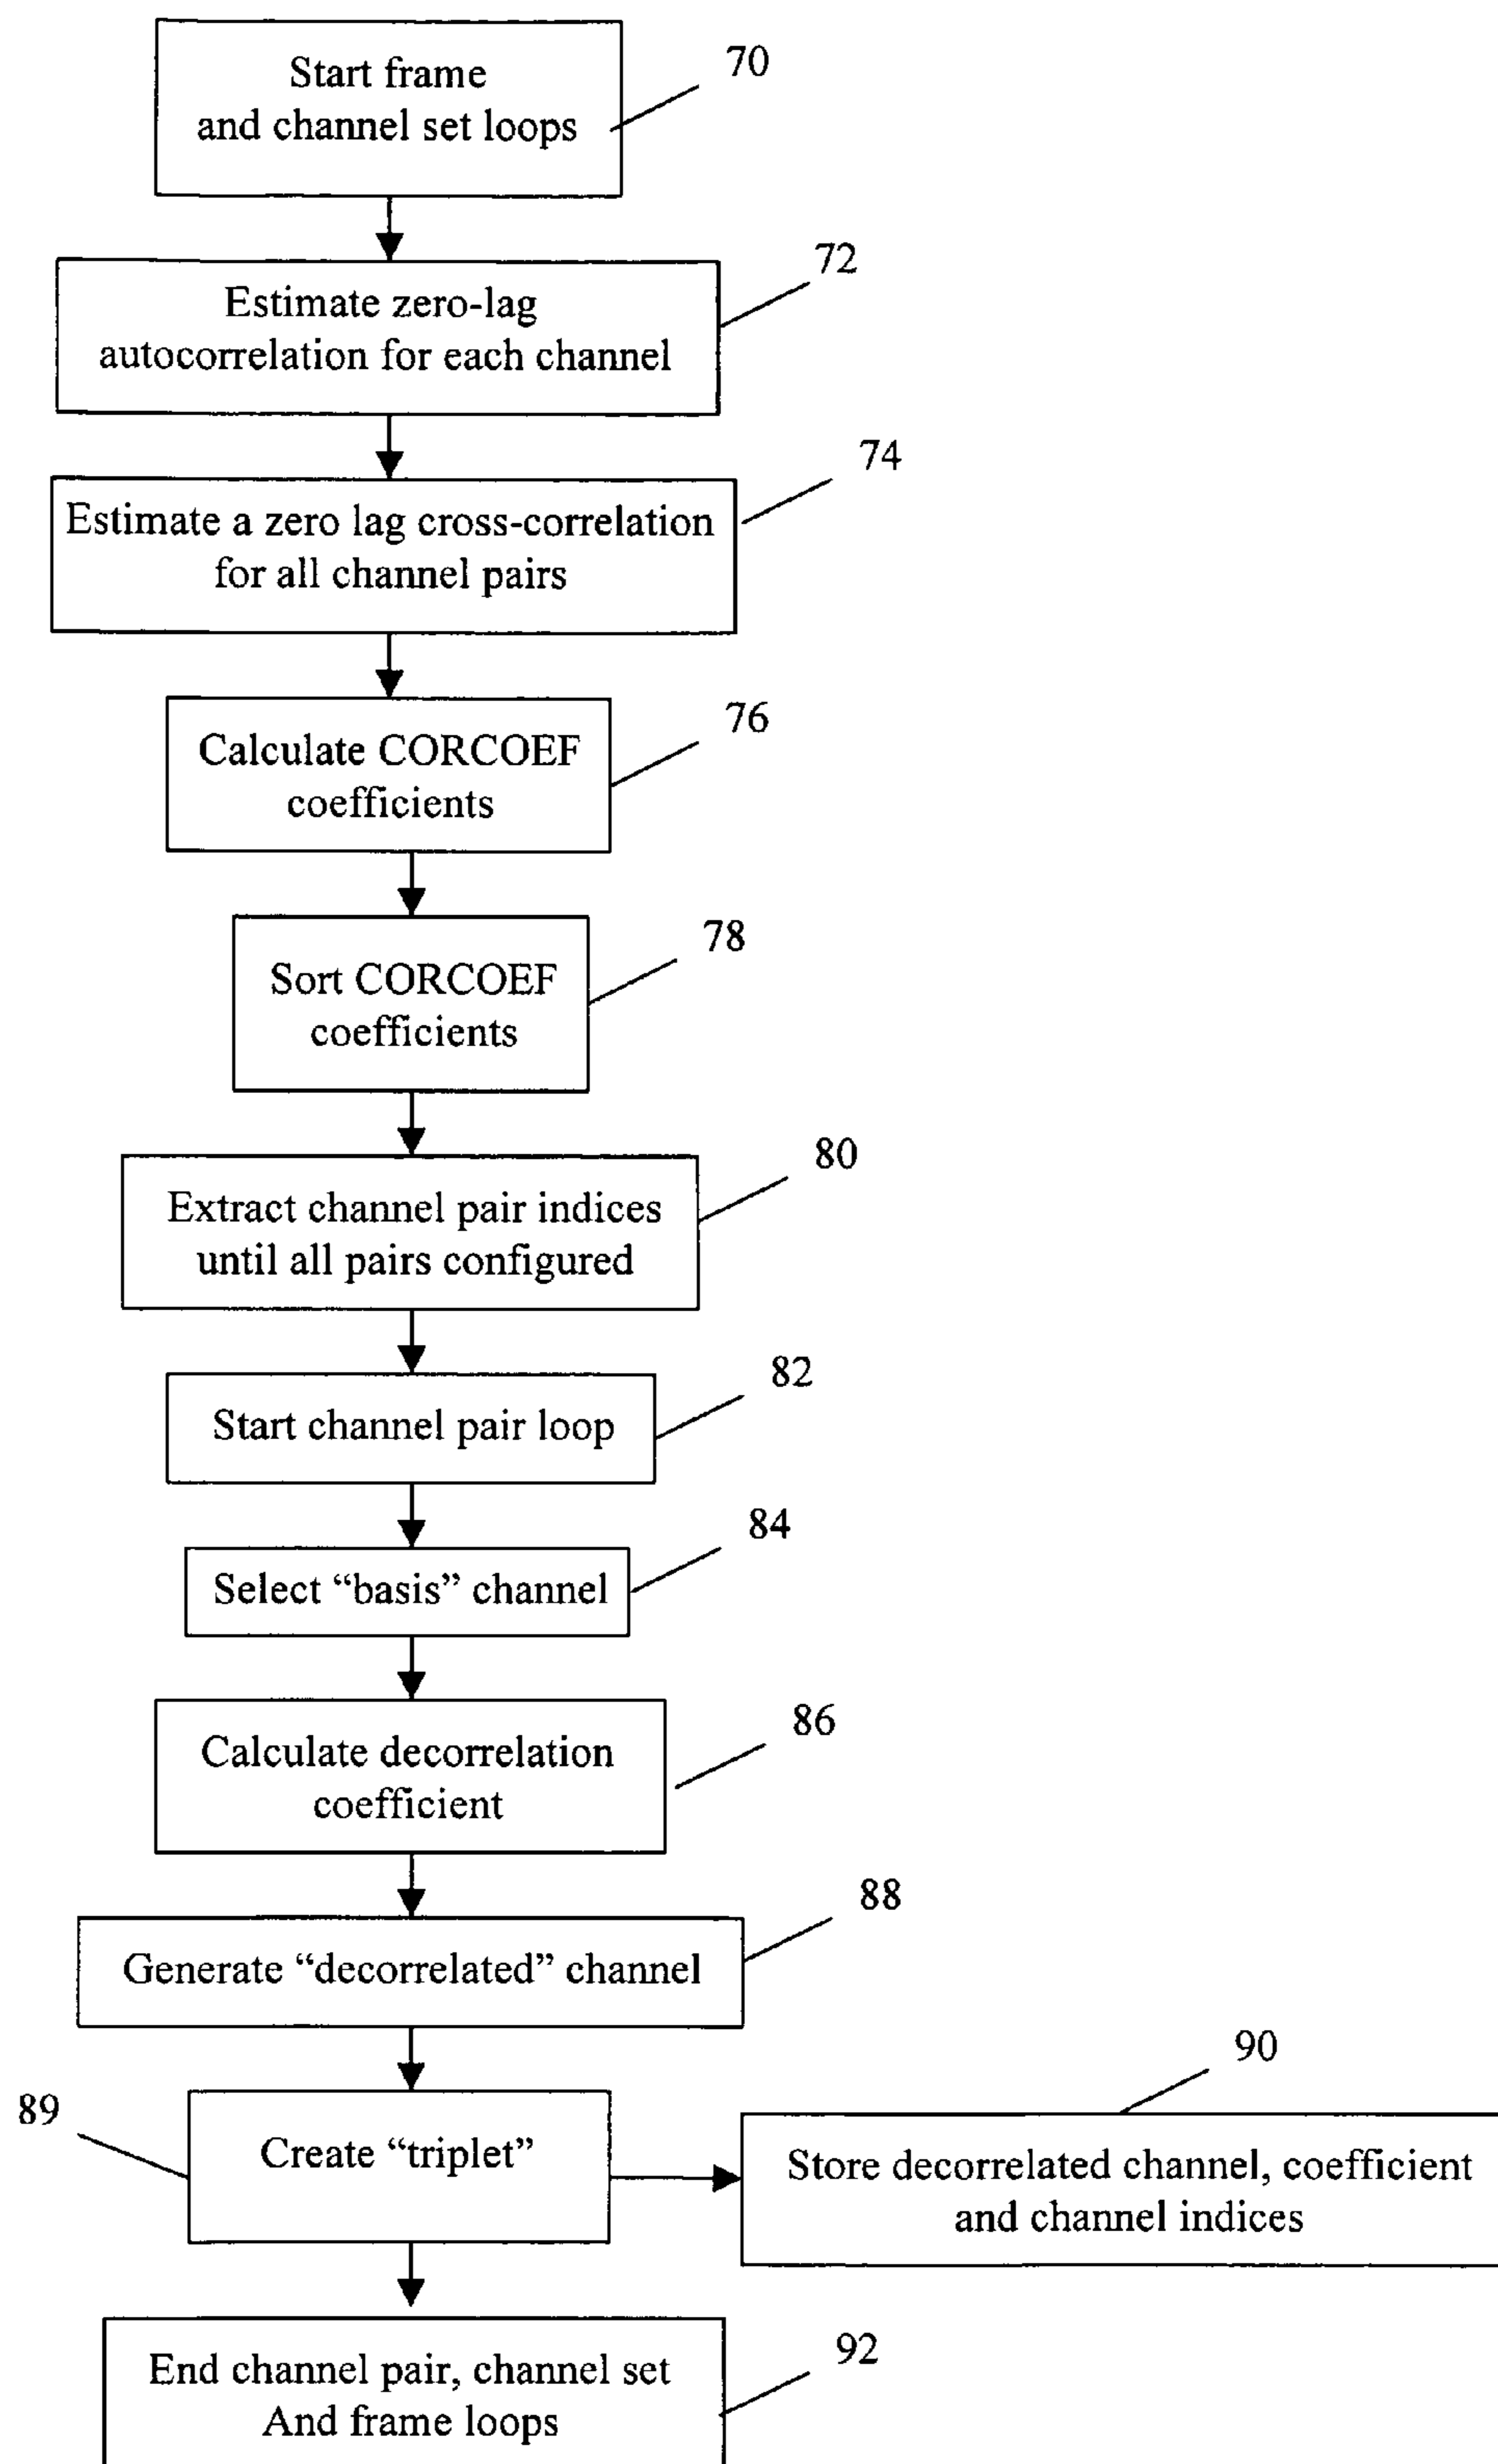 Start frame
and channel set loops
70
Estimate zero-lag
autocorrelation for each channel
72
Estimate a zero lag cross-correlation
for all channel pairs
74
Calculate CORCOEF
coefficients
76
Sort CORCOEF
coefficients
78
Extract channel pair indices
until all pairs configured
80
Start channel pair loop
82
Select “basis” channel
84
Calculate decorrelation
coefficient
86
Generate “decorrelated” channel
88
Create “triplet”
89
Store decorrelated channel, coefficient
and channel indices
90
End channel pair, channel set
And frame loops
92